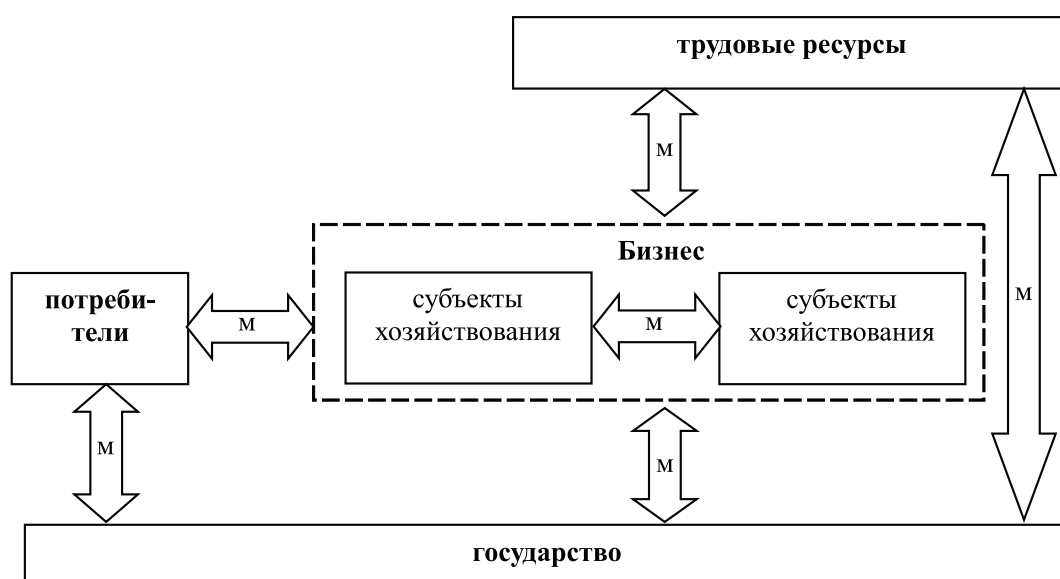 трудовые ресурсы
м
Бизнес
м
потреби-
тели
м
субъекты
хозяйствования
м
субъекты
хозяйствования
м
м
государство